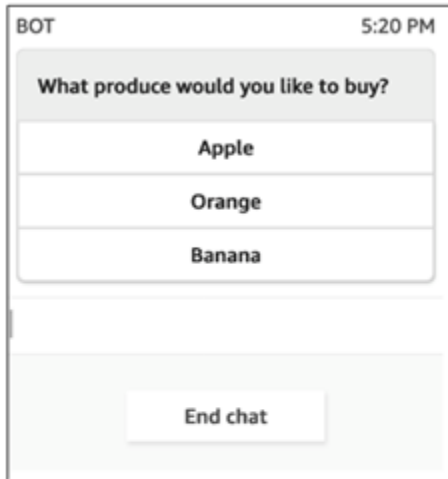 BOT 5:20 PM
What produce would you like to buy?
Apple
Orange
Banana
End chat